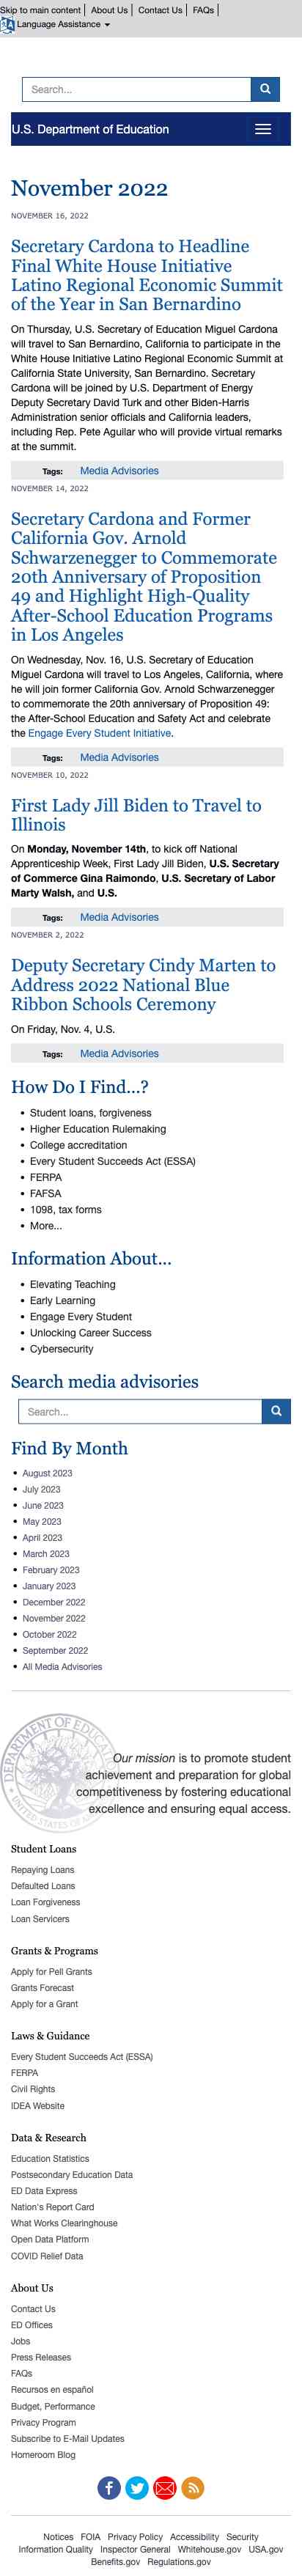 Skip to main content
About Us
Contact Us
FAQs
Language Assistance
Search...
U.S. Department of Education
November 2022
NOVEMBER 16, 2022
Secretary Cardona to Headline
Final White House Initiative
Latino Regional Economic Summit
of the Year in San Bernardino
On Thursday, U.S. Secretary of Education Miguel Cardona
will travel to San Bernardino, California to participate in the
White House Initiative Latino Regional Economic Summit at
California State University, San Bernardino. Secretary
Cardona will be joined by U.S. Department of Energy
Deputy Secretary David Turk and other Biden-Harris
Administration senior officials and California leaders,
including Rep. Pete Aguilar who will provide virtual remarks
at the summit.
Tags: Media Advisories
NOVEMBER 14, 2022
Secretary Cardona and Former
California Gov. Arnold
Schwarzenegger to Commemorate
20th Anniversary of Proposition
49 and Highlight High-Quality
After-School Education Programs
in Los Angeles
On Wednesday, Nov. 16, U.S. Secretary of Education
Miguel Cardona will travel to Los Angeles, California, where
he will join former California Gov. Arnold Schwarzenegger
to commemorate the 20th anniversary of Proposition 49:
the After-School Education and Safety Act and celebrate
the Engage Every Student Initiative.
Tags: Media Advisories
NOVEMBER 10, 2022
First Lady Jill Biden to Travel to
Illinois
On Monday, November 14th, to kick off National
Apprenticeship Week, First Lady Jill Biden, U.S. Secretary
of Commerce Gina Raimondo, U.S. Secretary of Labor
Marty Walsh, and U.S.
Tags: Media Advisories
NOVEMBER 2, 2022
Deputy Secretary Cindy Marten to
Address 2022 National Blue
Ribbon Schools Ceremony
On Friday, Nov. 4, U.S.
Tags: Media Advisories
How Do I Find...?
Student loans, forgiveness
Higher Education Rulemaking
College accreditation
Every Student Succeeds Act (ESSA)
FERPA
FAFSA
1098, tax forms
More...
Information About...
Elevating Teaching
Early Learning
Engage Every Student
Unlocking Career Success
Cybersecurity
Search media advisories
Search...
Find By Month
August 2023
July 2023
June 2023
May 2023
April 2023
March 2023
February 2023
January 2023
December 2022
November 2022
October 2022
September 2022
All Media Advisories
Our mission is to promote student
achievement and preparation for global
competitiveness by fostering educational
excellence and ensuring equal access.
Student Loans
Repaying Loans
Defaulted Loans
Loan Forgiveness
Loan Servicers
Grants & Programs
Apply for Pell Grants
Grants Forecast
Apply for a Grant
Laws & Guidance
Every Student Succeeds Act (ESSA)
FERPA
Civil Rights
IDEA Website
Data & Research
Education Statistics
Postsecondary Education Data
ED Data Express
Nation's Report Card
What Works Clearinghouse
Open Data Platform
COVID Relief Data
About Us
Contact Us
ED Offices
Jobs
Press Releases
FAQs
Recursos en español
Budget, Performance
Privacy Program
Subscribe to E-Mail Updates
Homeroom Blog
Notices FOIA Privacy Policy Accessibility Security
Information Quality Inspector General Whitehouse.gov USA.gov
Benefits.gov Regulations.gov